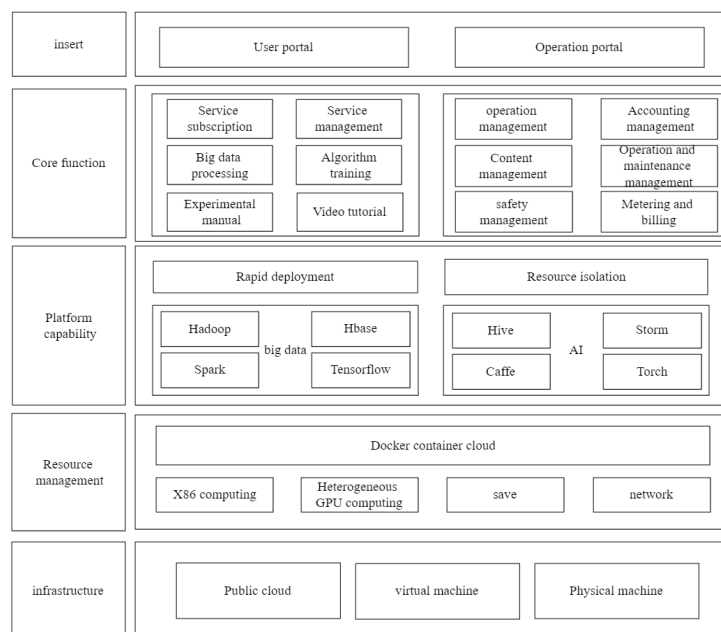 insert
User portal
Operation portal
Core function
Service
subscription
Service
management
operation
management
Accounting
management
Big data
processing
Algorithm
training
Content
management
Operation and
maintenance
management
Experimental
manual
Video tutorial
safety
management
Metering and
billing
Platform
capability
Rapid deployment
Resource isolation
Hadoop
Hbase
big data
Spark
Tensorflow
Hive
Storm
AI
Caffe
Torch
Resource
management
Docker container cloud
X86 computing
Heterogeneous
GPU computing
save
network
infrastructure
Public cloud
virtual machine
Physical machine